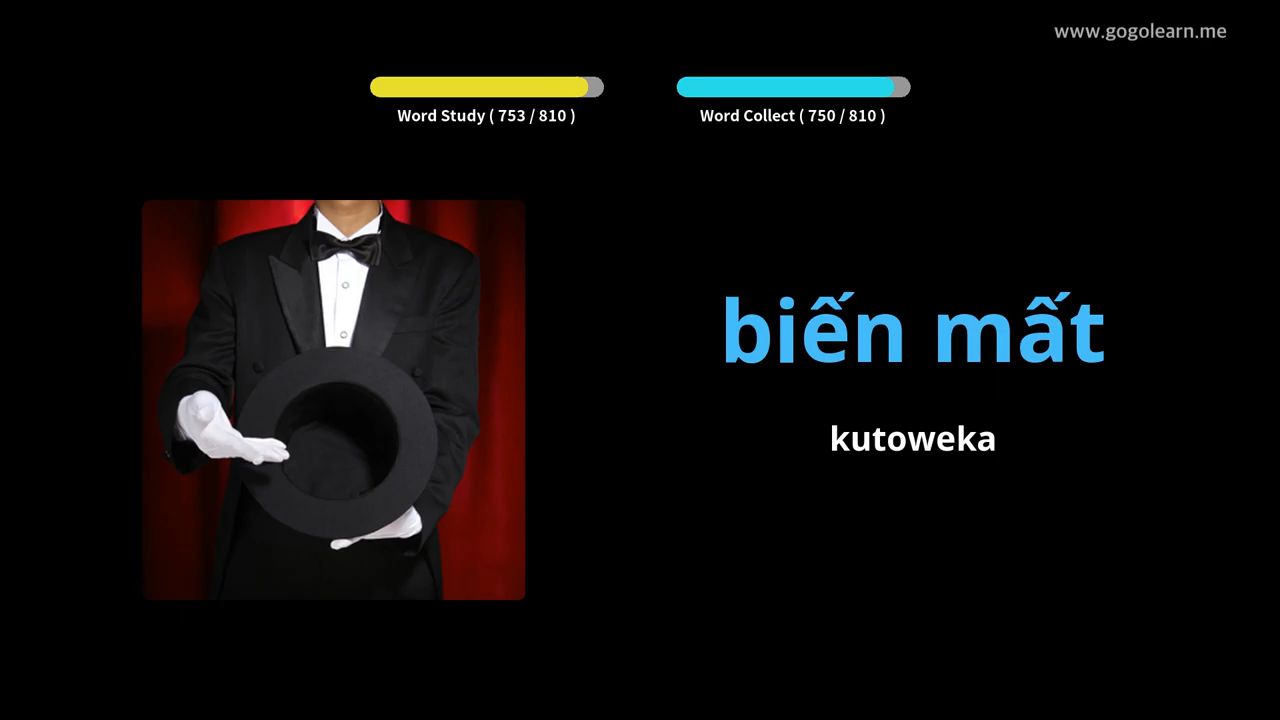 www.gogolearn.me
Word Study ( 753 / 810 )
Word Collect ( 750 / 810 )
biến mất
kutoweka